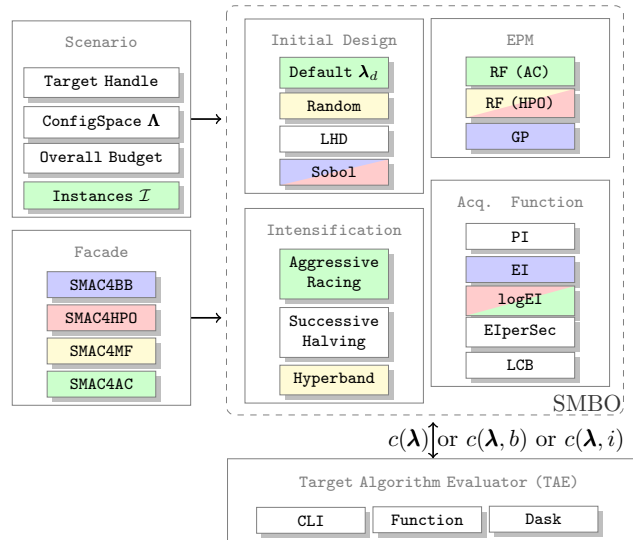 Scenario
Target Handle
ConfigSpace Λ
Overall Budget
Instances ℐ
Facade
SMAC4BB
SMAC4HPO
SMAC4MF
SMAC4AC
Initial Design
Default λ_d
Random
LHD
Sobol
Intensification
Aggressive
Racing
Successive
Halving
Hyperband
EPM
RF (AC)
RF (HPO)
GP
Acq. Function
PI
EI
logEI
EIperSec
LCB
SMBO
c(λ) or c(λ, b) or c(λ, i)
Target Algorithm Evaluator (TAE)
CLI
Function
Dask